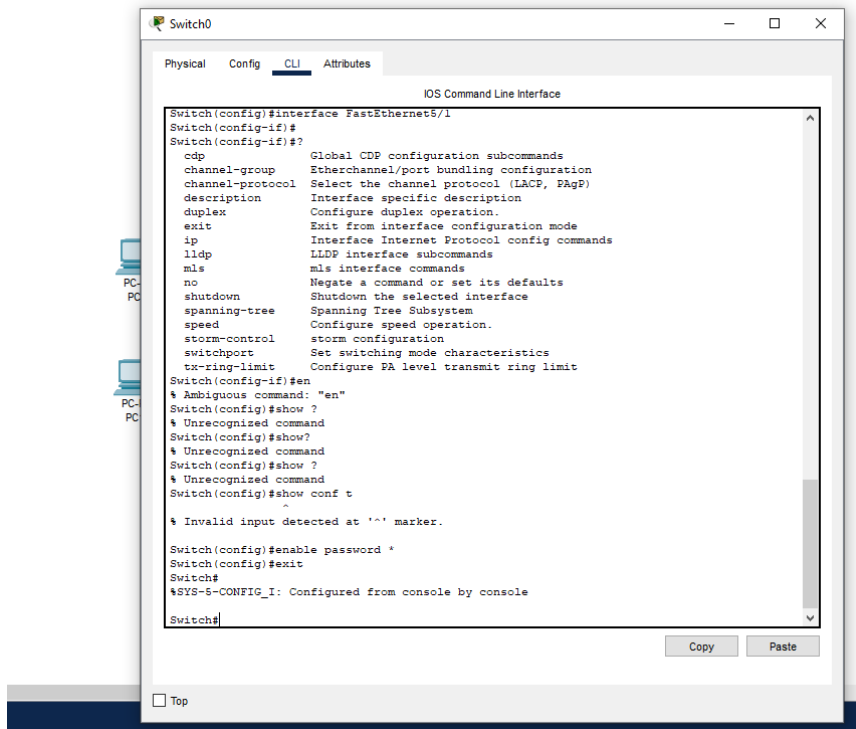 Switch0
Physical Config CLI Attributes
IOS Command Line Interface
Switch(config)#interface FastEthernet5/1
Switch(config-if)#
Switch(config-if)#?
cdp Global CDP configuration subcommands
channel-group Etherchannel/port bundling configuration
channel-protocol Select the channel protocol (LACP, PAgP)
description Interface specific description
duplex Configure duplex operation.
exit Exit from interface configuration mode
ip Interface Internet Protocol config commands
lldp LLDP interface subcommands
mls mls interface commands
no Negate a command or set its defaults
shutdown Shutdown the selected interface
spanning-tree Spanning Tree Subsystem
speed Configure speed operation.
storm-control storm configuration
switchport Set switching mode characteristics
tx-ring-limit Configure PA level transmit ring limit
Switch(config-if)#en
% Ambiguous command: "en"
Switch(config)#show ?
% Unrecognized command
Switch(config)#show?
% Unrecognized command
Switch(config)#show ?
% Unrecognized command
Switch(config)#show conf t
^
% Invalid input detected at '^' marker.
Switch(config)#enable password *
Switch(config)#exit
Switch#
%SYS-5-CONFIG_I: Configured from console by console
Switch#
Copy Paste
Top
PC-
PC
PC-
PC